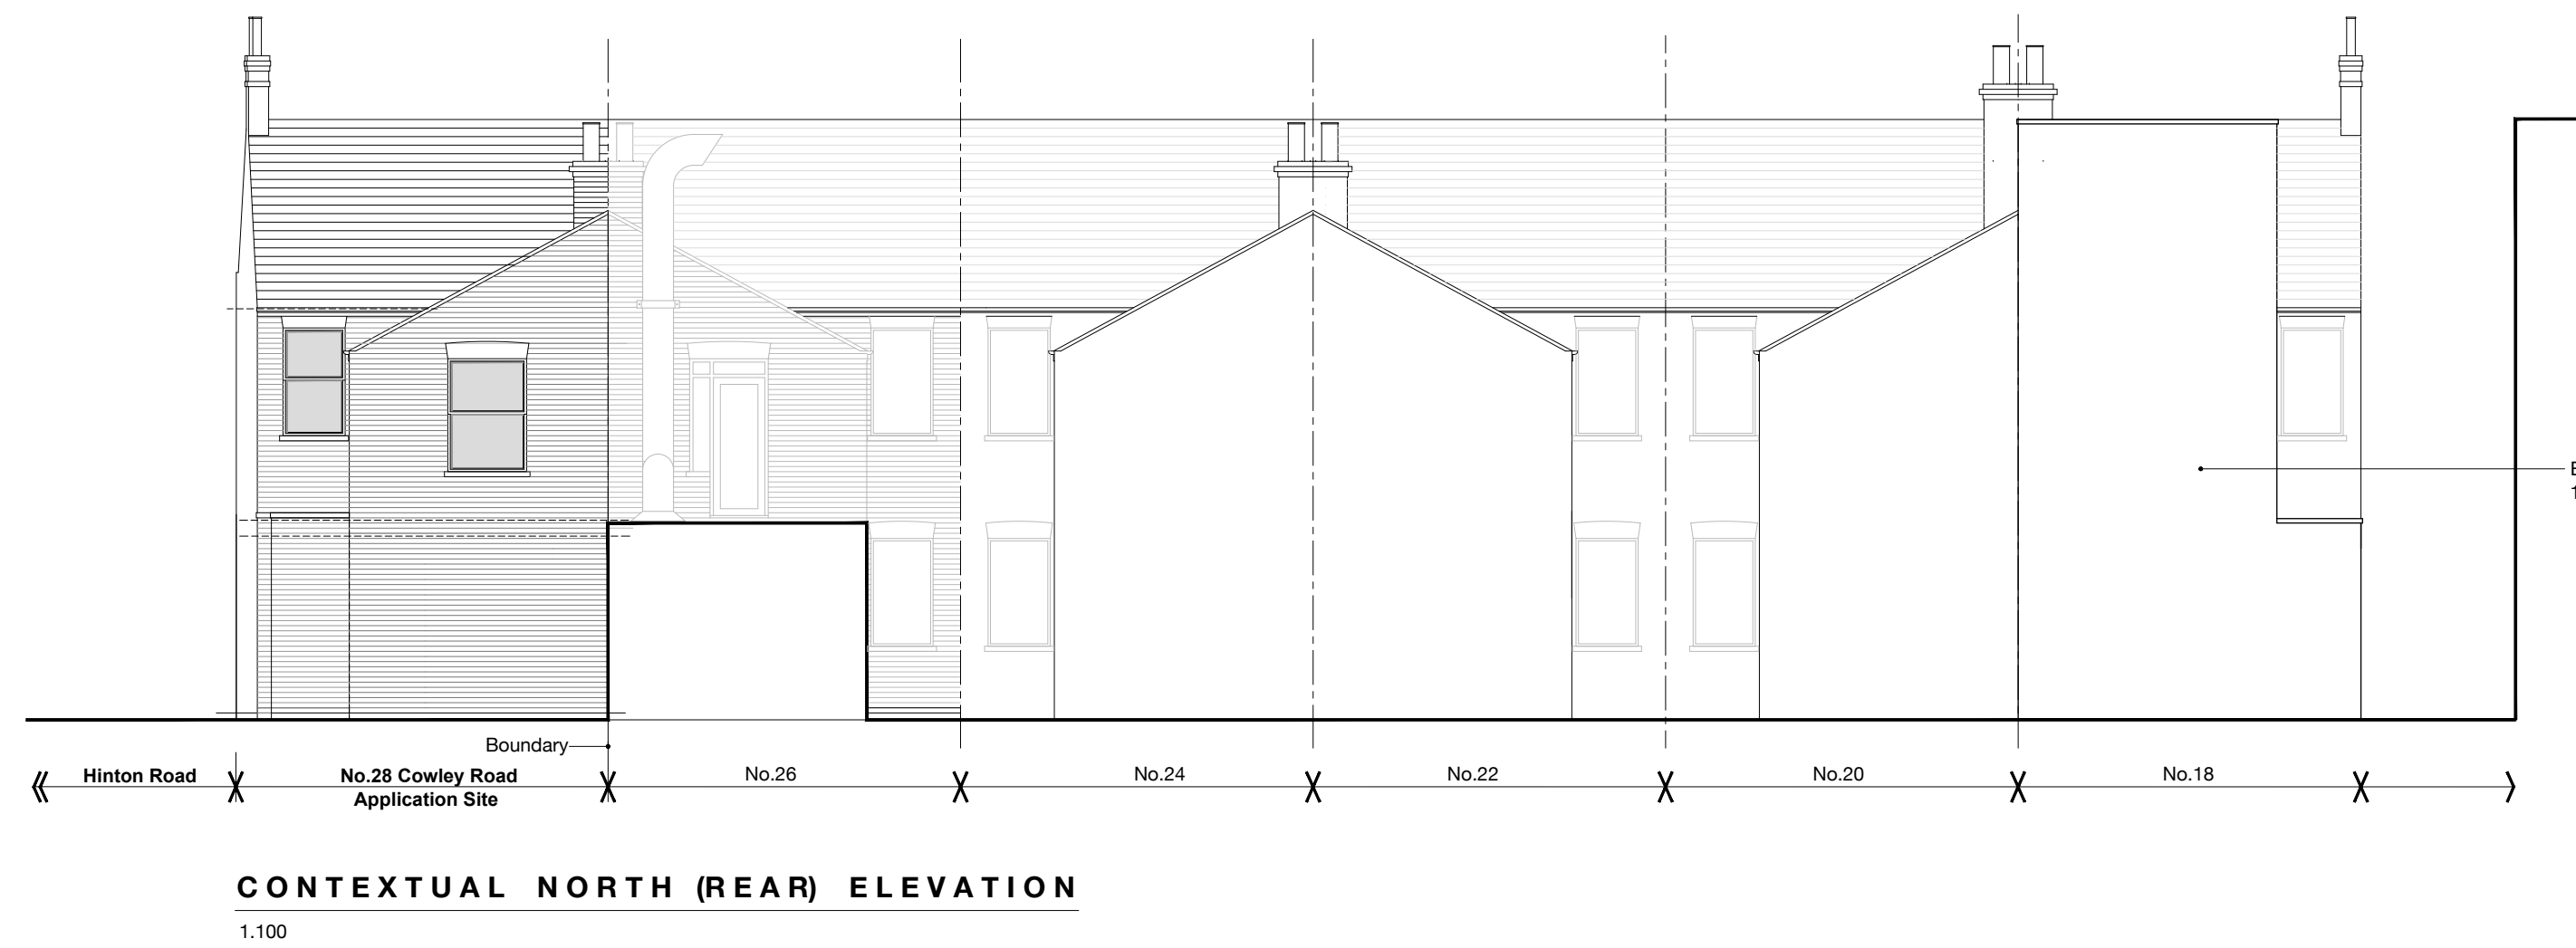 Boundary
Hinton Road
No.28 Cowley Road
Application Site
No.26
No.24
No.22
No.20
No.18
CONTEXTUAL NORTH (REAR) ELEVATION
1.100